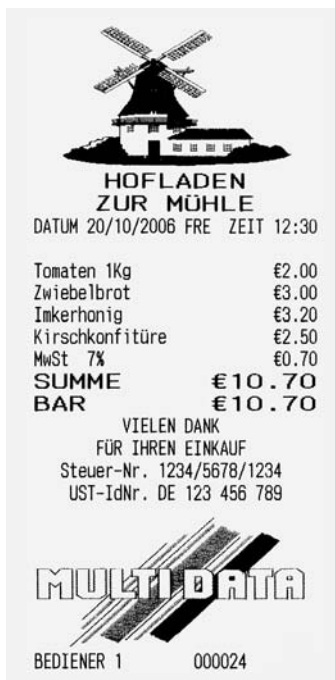 HOFLADEN
ZUR MÜHLE
DATUM 20/10/2006 FRE ZEIT 12:30
Tomaten 1Kg €2.00
Zwiebelbrot €3.00
Imkerhonig €3.20
Kirschkonfitüre €2.50
MwSt 7% €0.70
SUMME €10.70
BAR €10.70
VIELEN DANK
FÜR IHREN EINKAUF
Steuer-Nr. 1234/5678/1234
UST-IdNr. DE 123 456 789
MULTI DATA
BEDIENER 1 000024